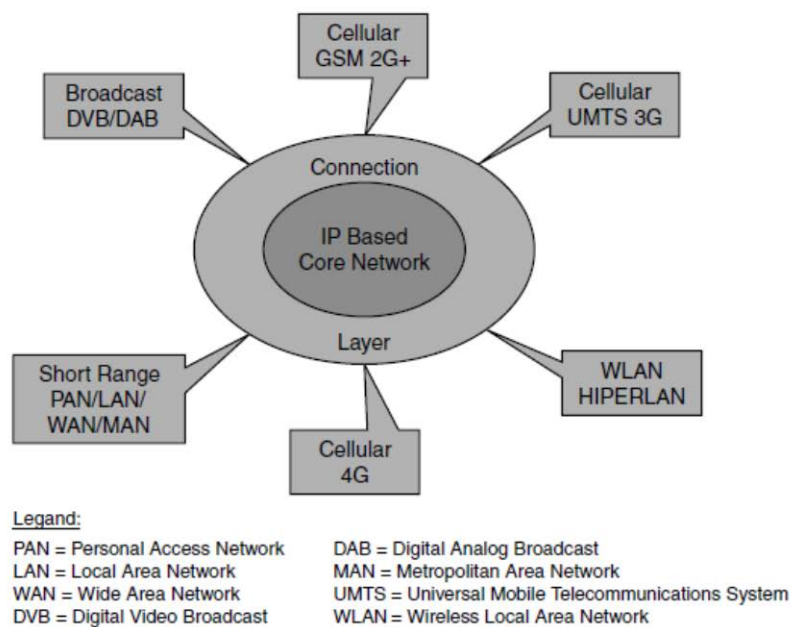 Cellular
GSM 2G+
Broadcast
DVB/DAB
Cellular
UMTS 3G
Connection
IP Based
Core Network
Layer
Short Range
PAN/LAN/
WAN/MAN
WLAN
HIPERLAN
Cellular
4G
Legand:
PAN = Personal Access Network
LAN = Local Area Network
WAN = Wide Area Network
DVB = Digital Video Broadcast
DAB = Digital Analog Broadcast
MAN = Metropolitan Area Network
UMTS = Universal Mobile Telecommunications System
WLAN = Wireless Local Area Network